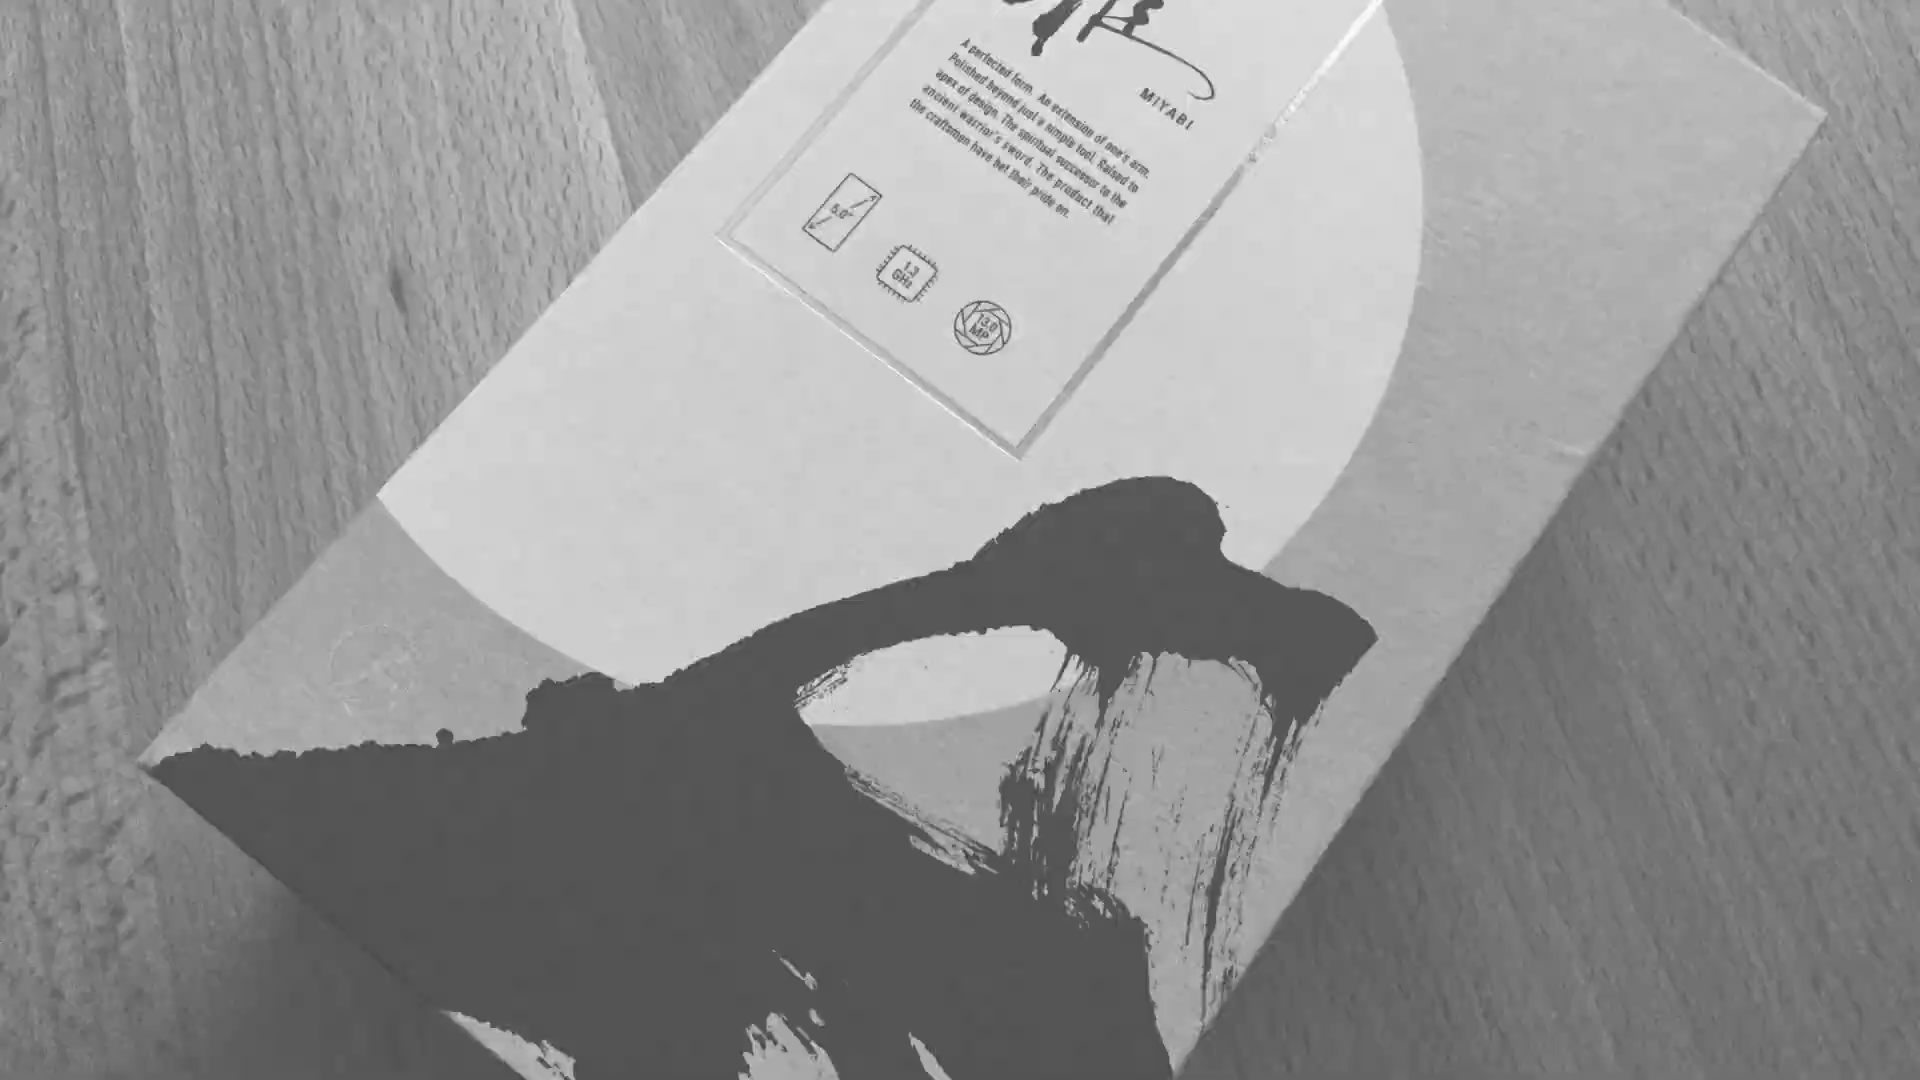 雅
MIYABI
A perfected form. An extension of one's arm.
Polished beyond just a simple tool. Raised to
apex of design. The spiritual successor to the
ancient warrior's sword. The product that
the craftsmen have bet their pride on.
5.0"
1.3
GHz
13.0
MP